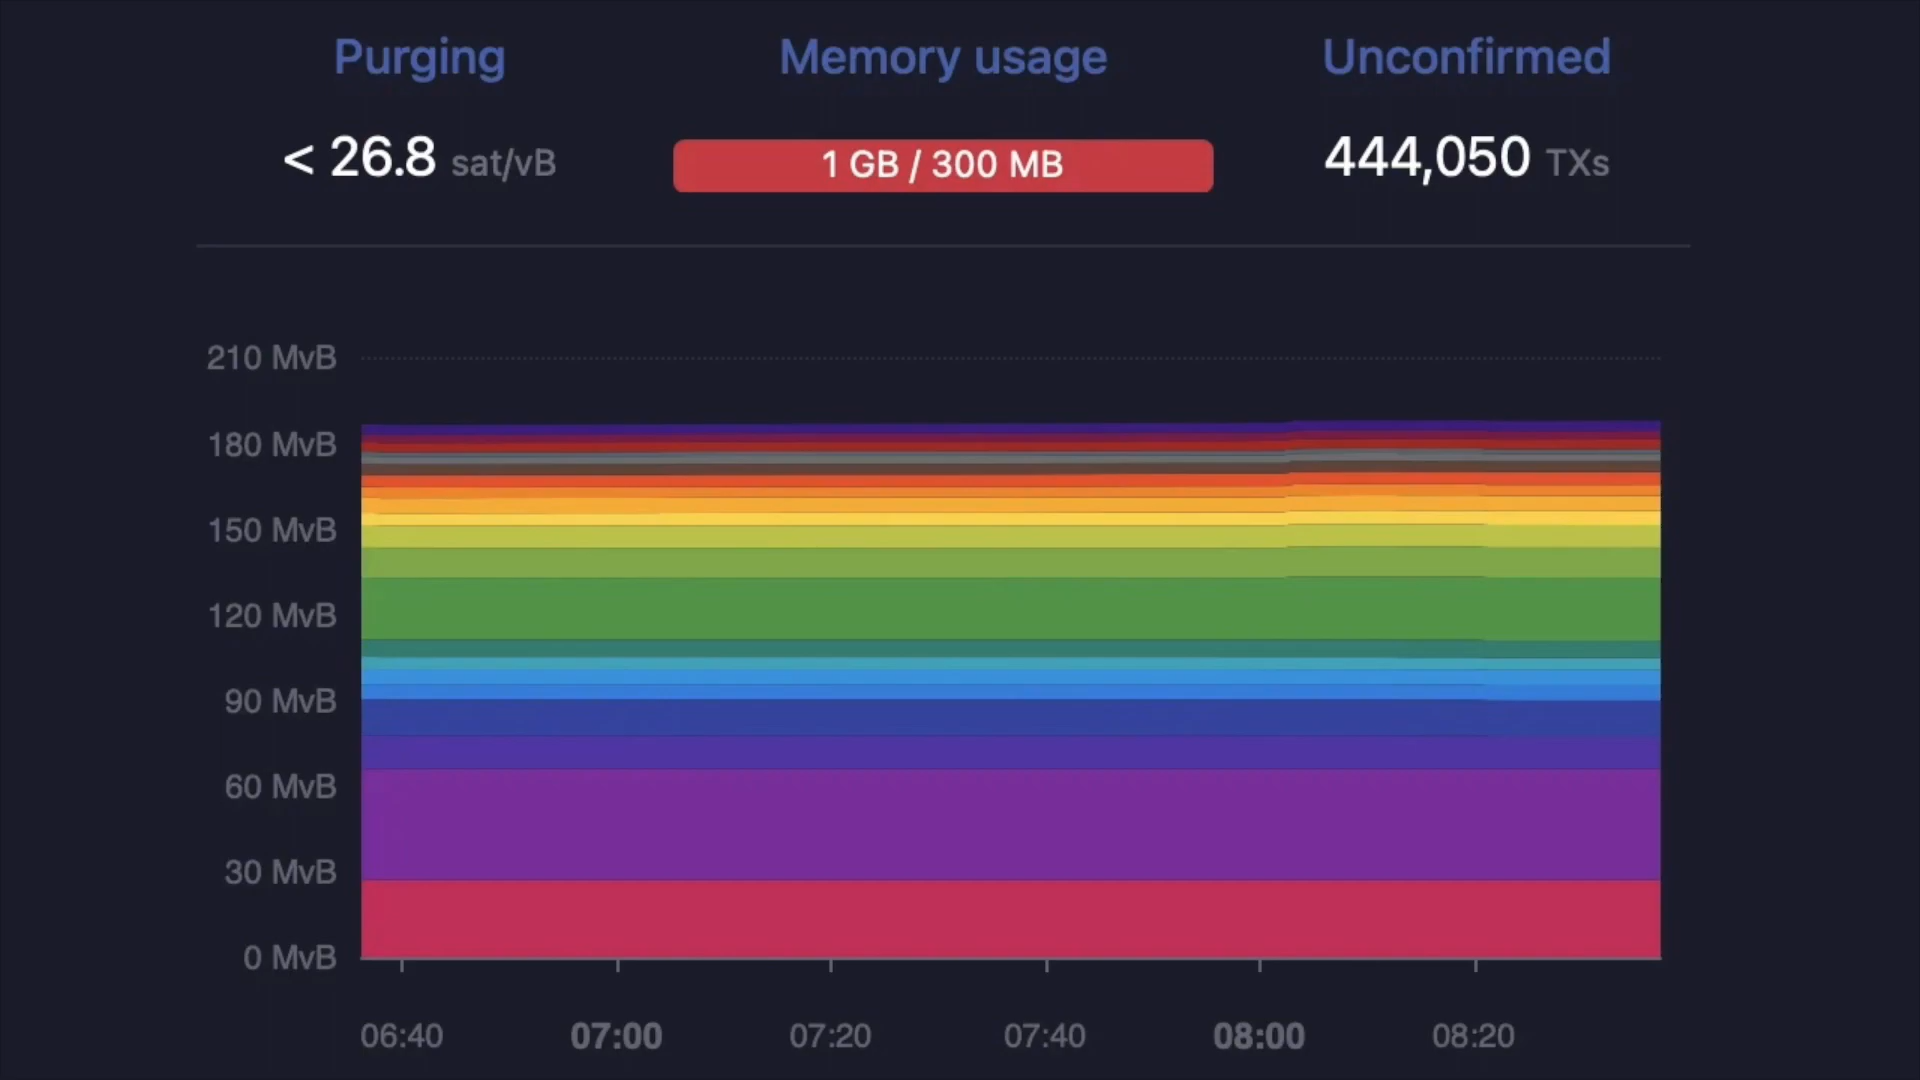 Purging
Memory usage
Unconfirmed
< 26.8 sat/vB
1 GB / 300 MB
444,050 TXs
210 MvB
180 MvB
150 MvB
120 MvB
90 MvB
60 MvB
30 MvB
0 MvB
06:40
07:00
07:20
07:40
08:00
08:20